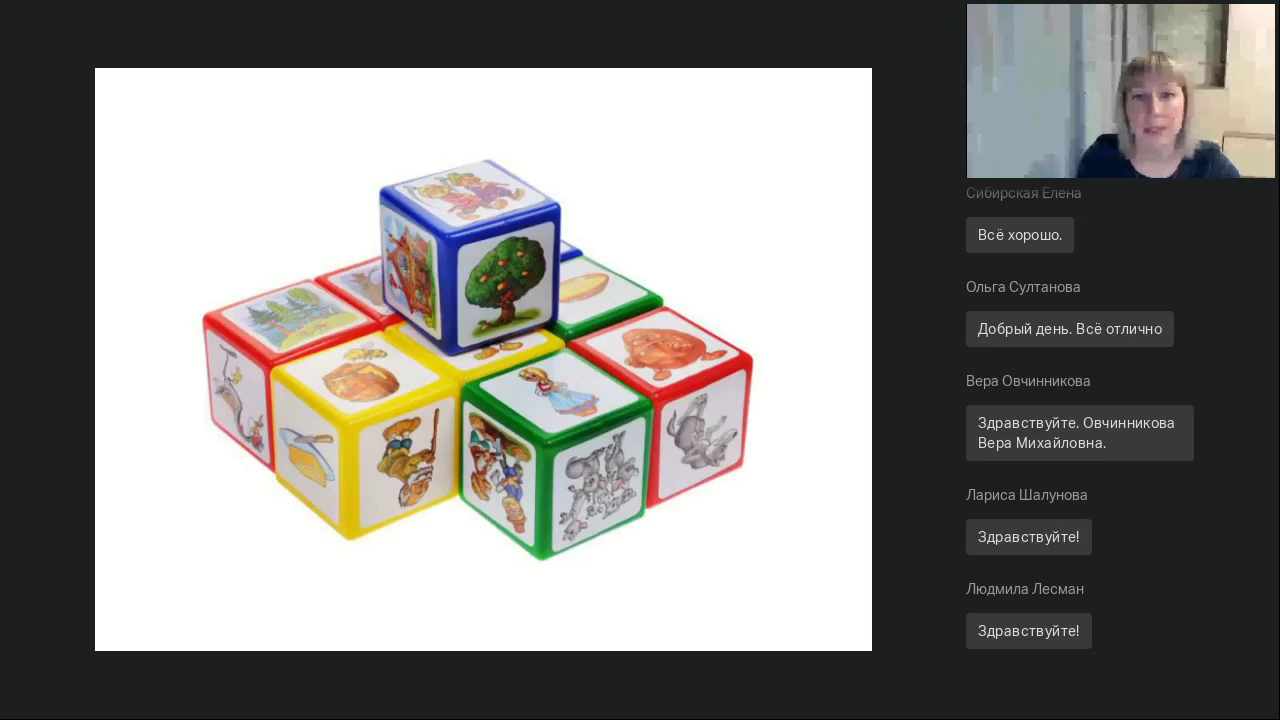 Сибирская Елена
Всё хорошо.
Ольга Султанова
Добрый день. Всё отлично
Вера Овчинникова
Здравствуйте. Овчинникова
Вера Михайловна.
Лариса Шалунова
Здравствуйте!
Людмила Лесман
Здравствуйте!